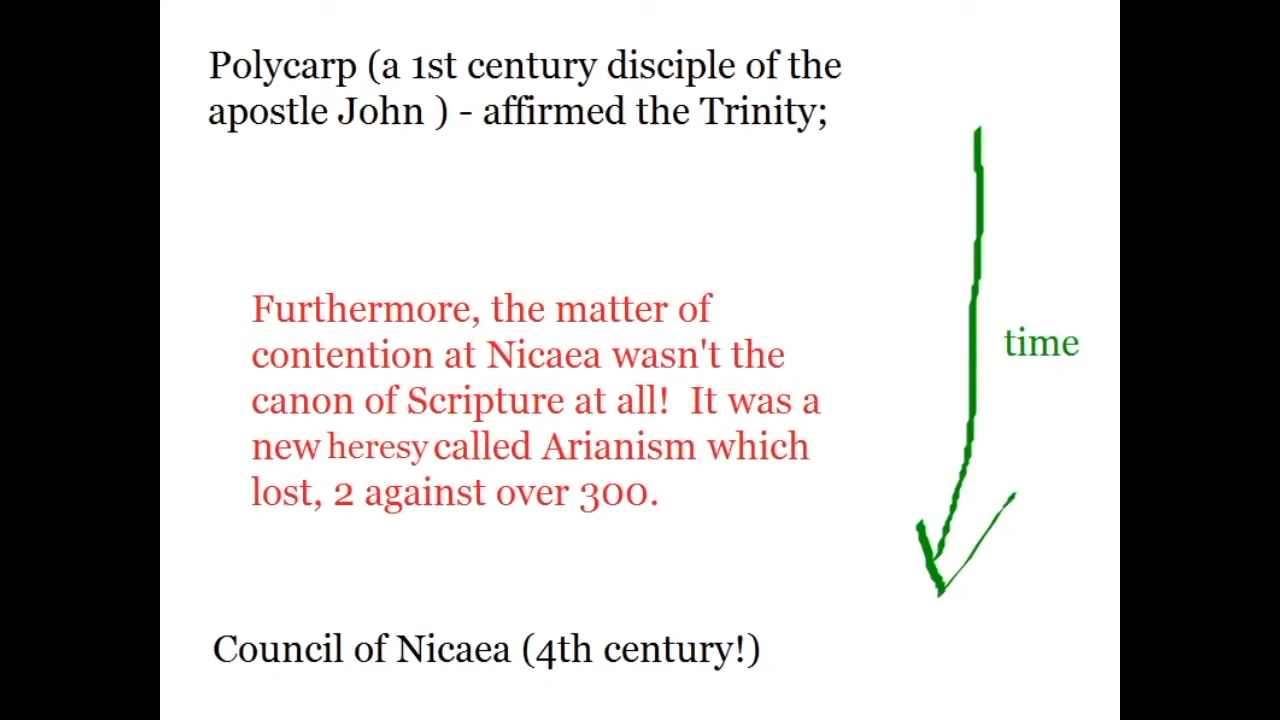 Polycarp (a 1st century disciple of the
apostle John ) - affirmed the Trinity;
Furthermore, the matter of
contention at Nicaea wasn't the
canon of Scripture at all!  It was a
new heresy called Arianism which
lost, 2 against over 300.
time
Council of Nicaea (4th century!)